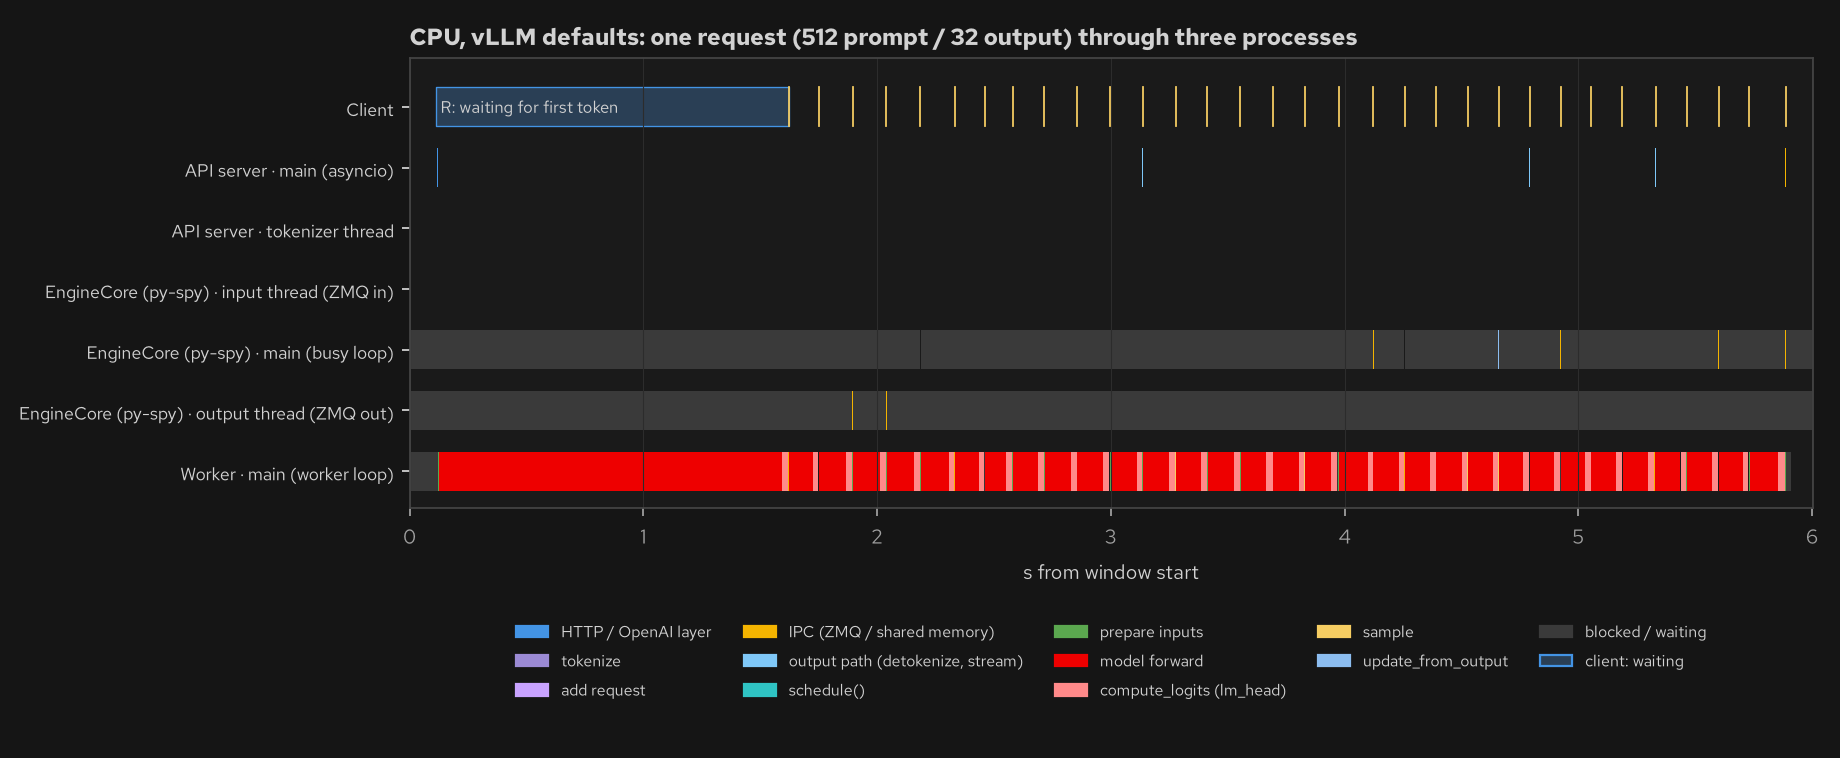 CPU, vLLM defaults: one request (512 prompt / 32 output) through three processes
Client
R: waiting for first token
API server · main (asyncio)
API server · tokenizer thread
EngineCore (py-spy) · input thread (ZMQ in)
EngineCore (py-spy) · main (busy loop)
EngineCore (py-spy) · output thread (ZMQ out)
Worker · main (worker loop)
0 1 2 3 4 5 6
s from window start
HTTP / OpenAI layer IPC (ZMQ / shared memory) prepare inputs sample blocked / waiting
tokenize output path (detokenize, stream) model forward update_from_output client: waiting
add request schedule() compute_logits (lm_head)